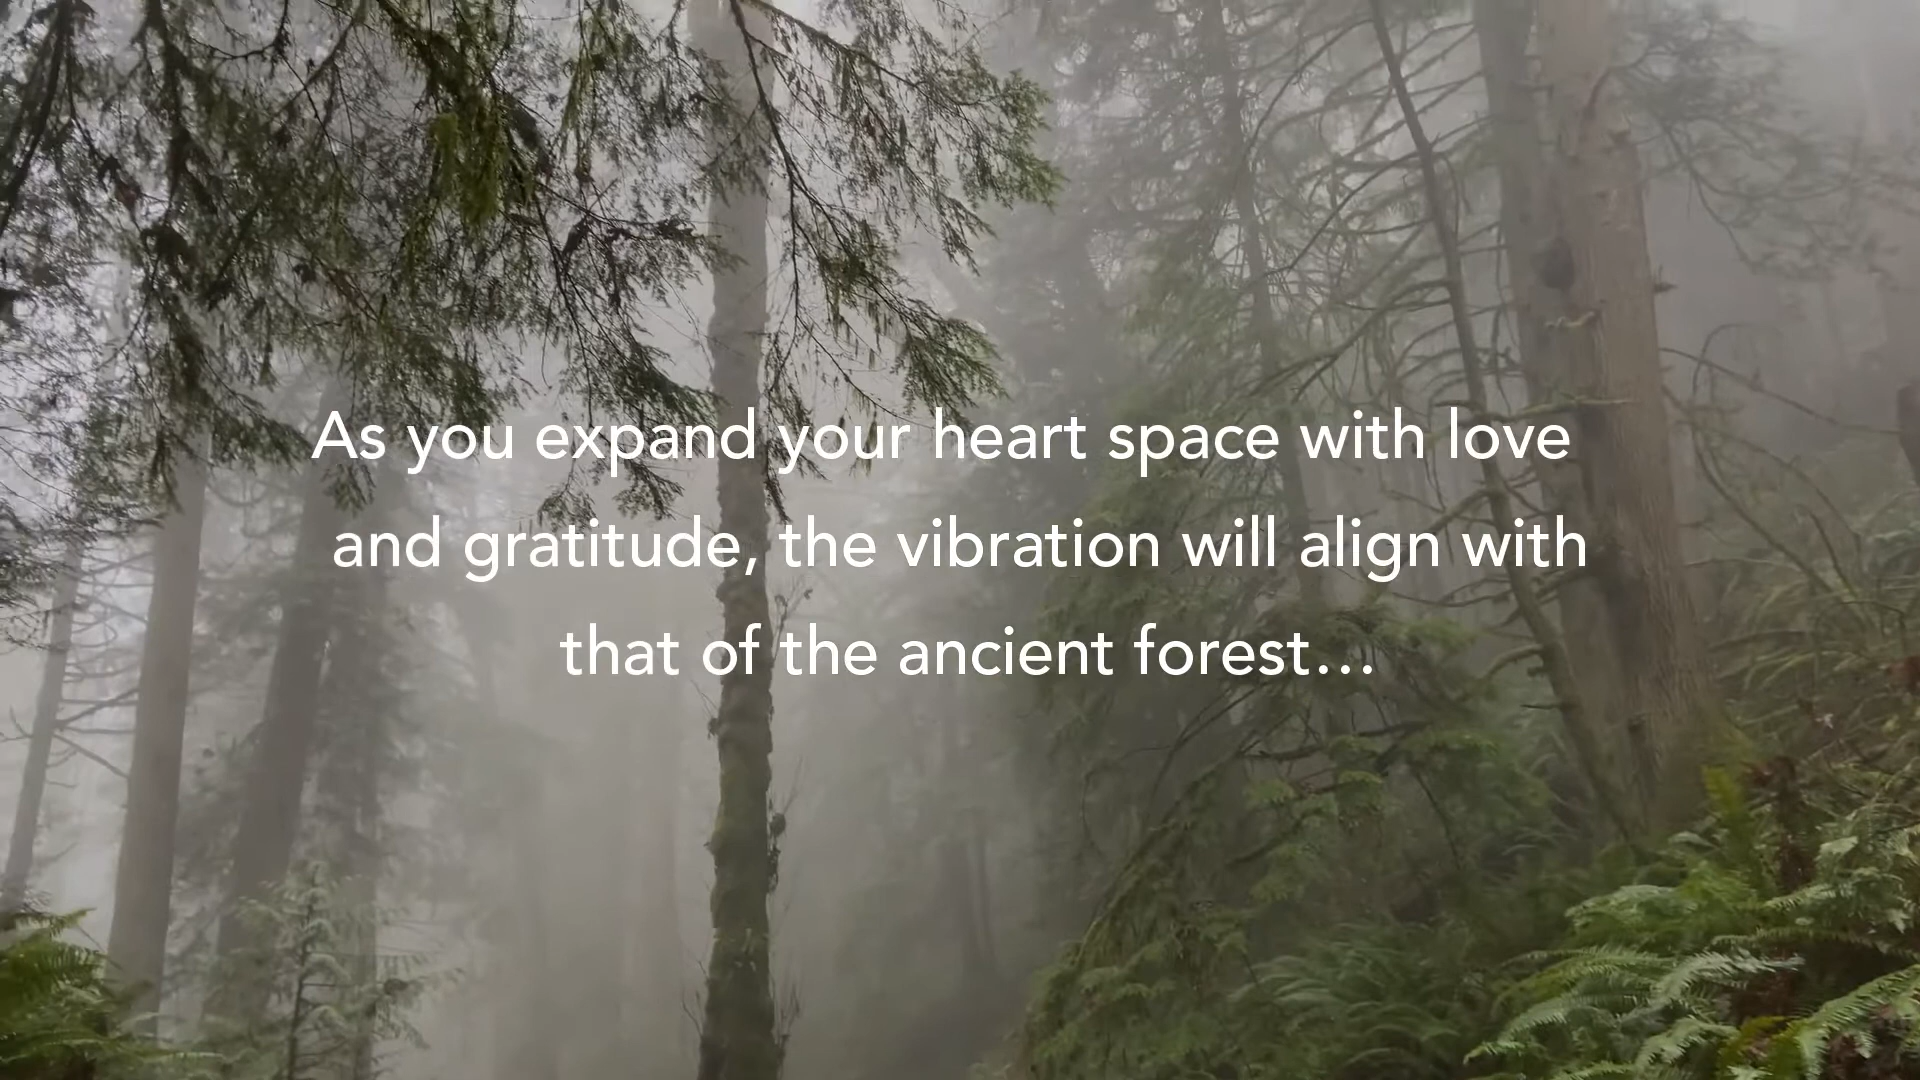 As you expand your heart space with love
and gratitude, the vibration will align with
that of the ancient forest…